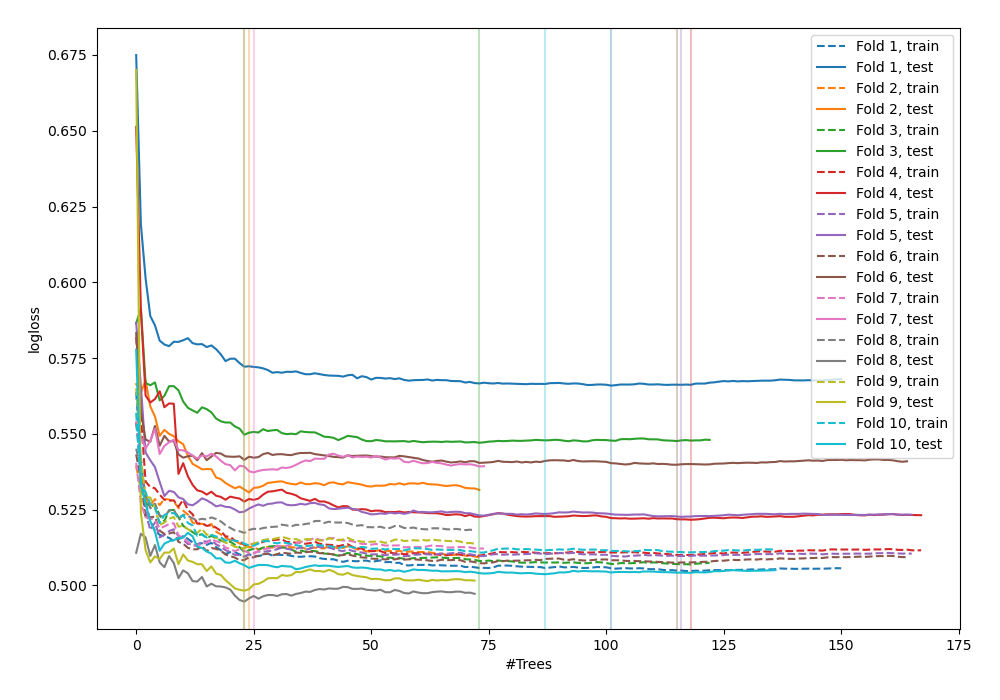 0.675
0.650
0.625
0.600
0.575
0.550
0.525
0.500
logloss
0
25
50
75
100
125
150
175
#Trees
Fold 1, train
Fold 1, test
Fold 2, train
Fold 2, test
Fold 3, train
Fold 3, test
Fold 4, train
Fold 4, test
Fold 5, train
Fold 5, test
Fold 6, train
Fold 6, test
Fold 7, train
Fold 7, test
Fold 8, train
Fold 8, test
Fold 9, train
Fold 9, test
Fold 10, train
Fold 10, test